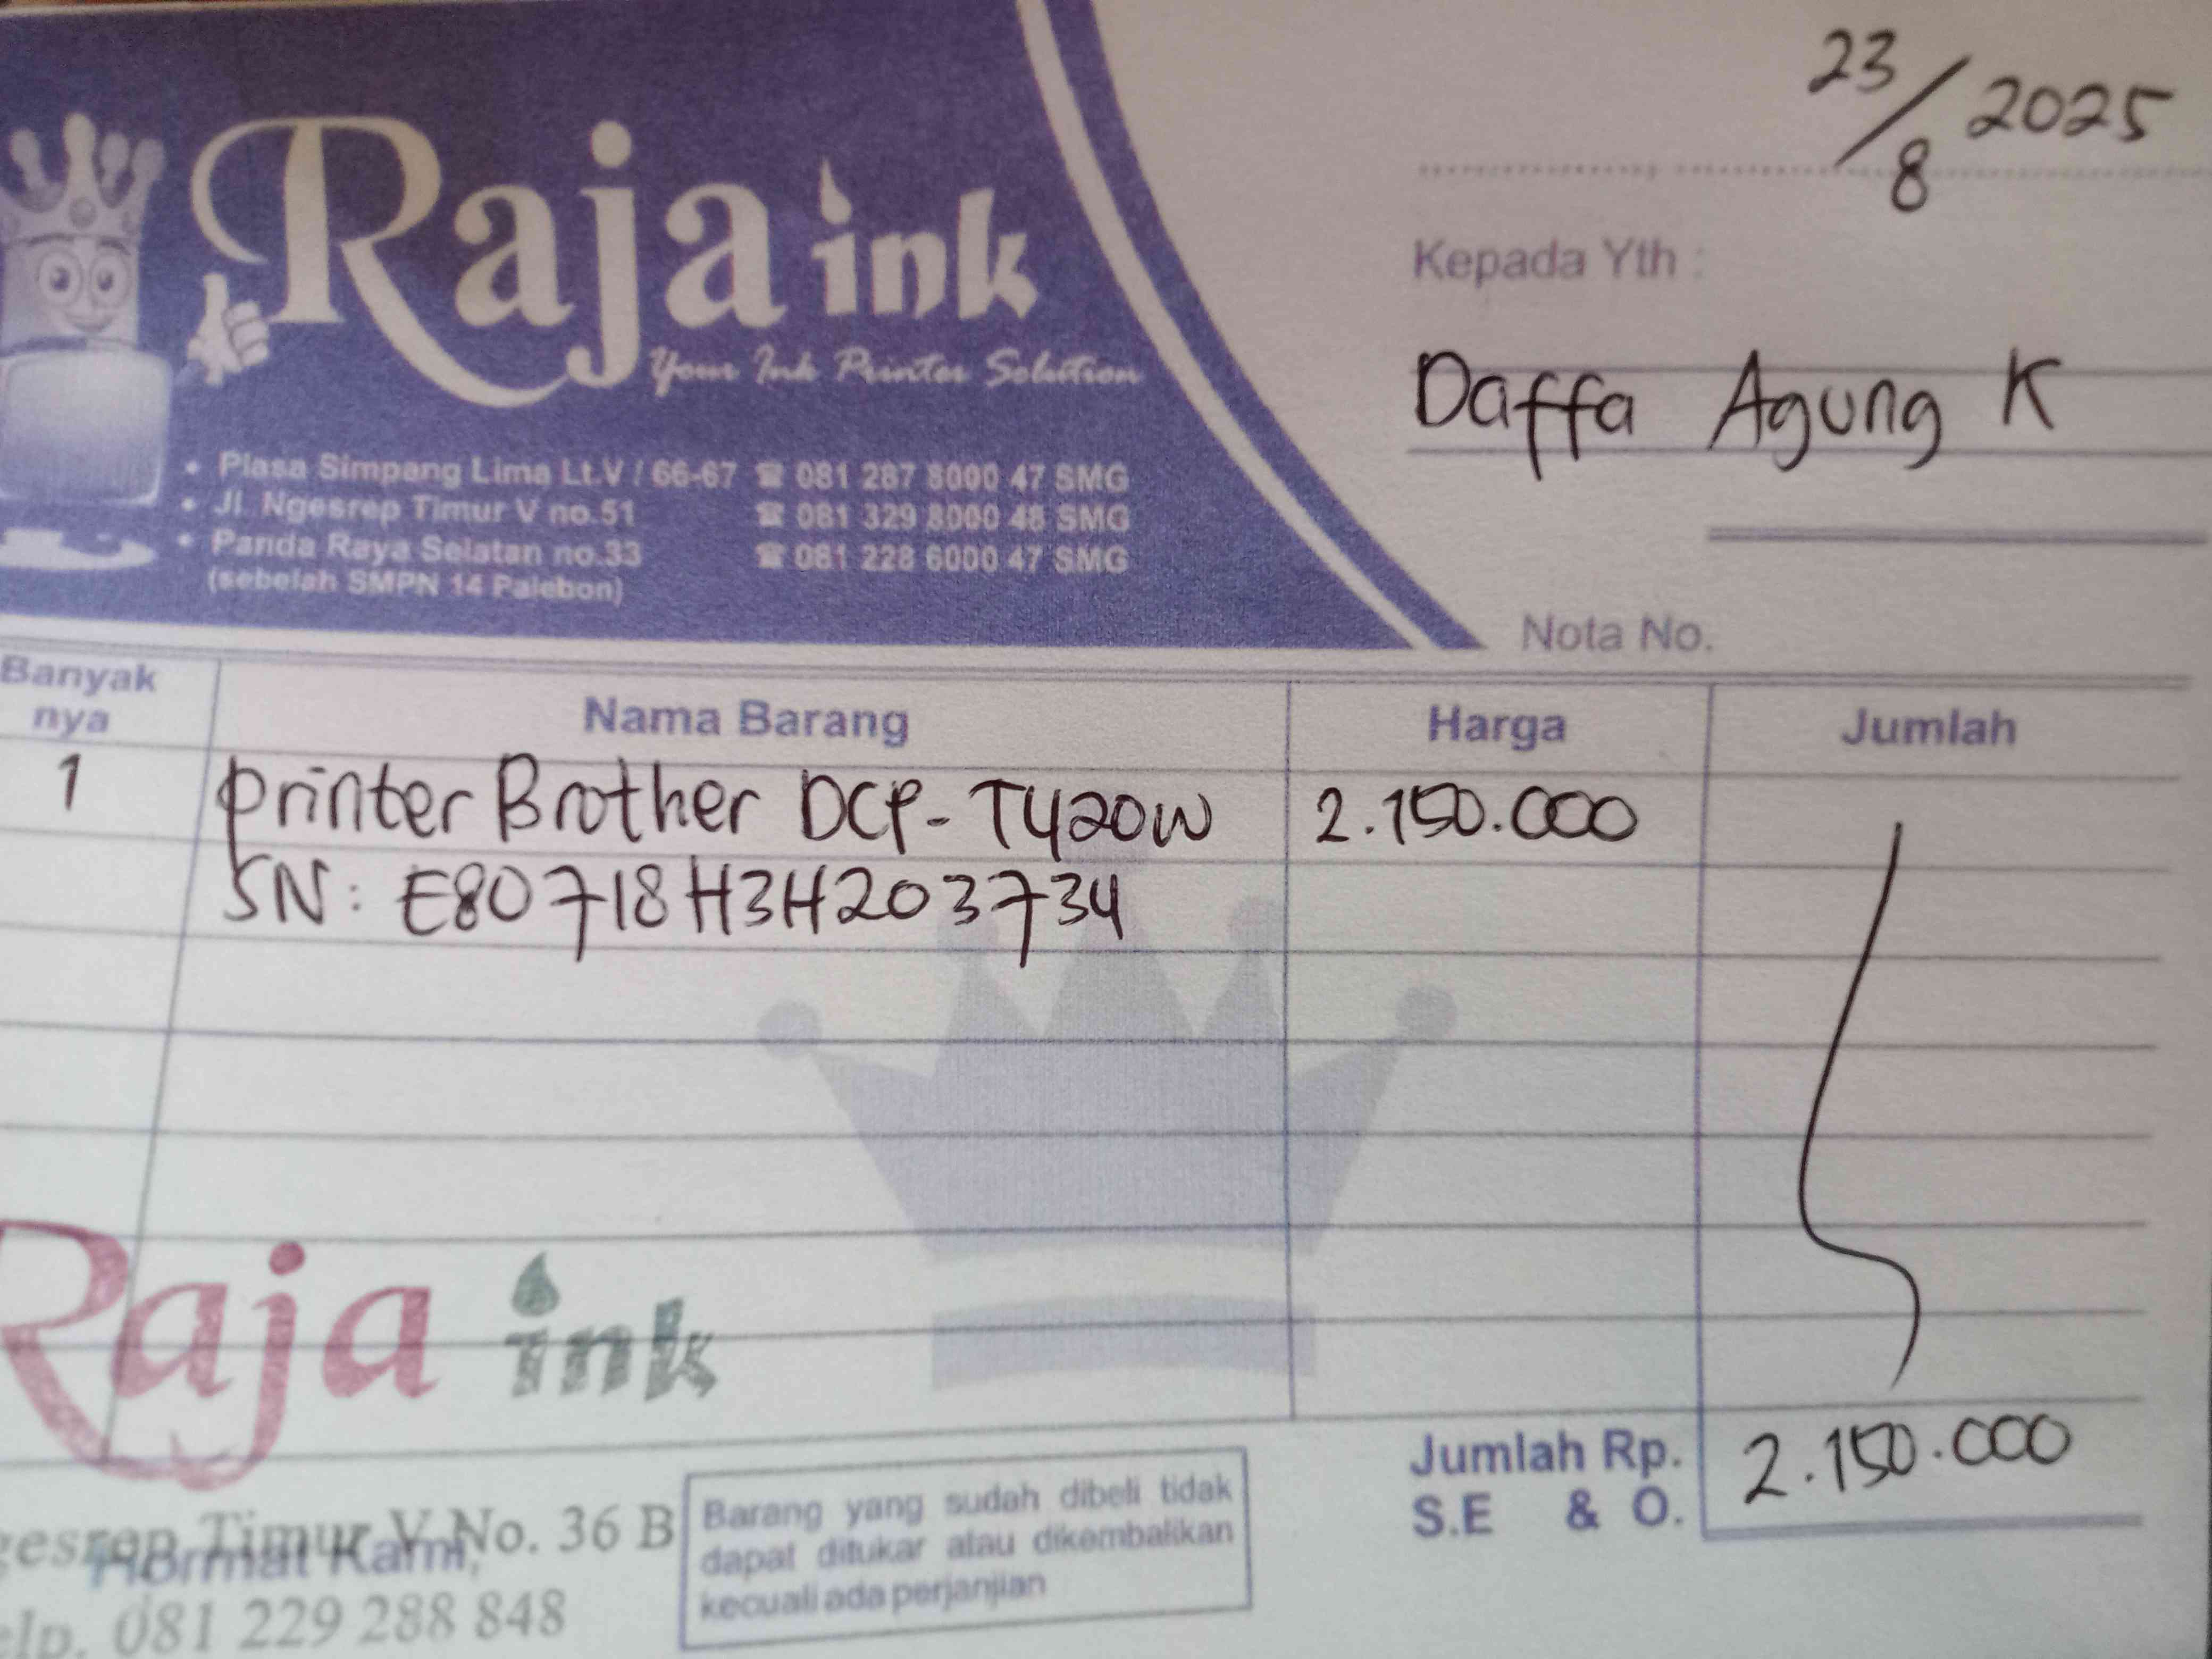 Raja ink
Your Ink Printer Solution
• Plasa Simpang Lima Lt.V / 66-67 ☎ 081 287 8000 47 SMG
• Jl. Ngesrep Timur V no.51 ☎ 081 329 8000 48 SMG
• Panda Raya Selatan no.33 ☎ 081 228 6000 47 SMG
(sebelah SMPN 14 Palebon)
23/8 2025
Kepada Yth :
Daffa Agung K
Nota No.
Banyak nya Nama Barang Harga Jumlah
1 Printer Brother DCP-T420W 2.150.000
SN: E80718H3H203734
Raja ink
gesrep Timur V No. 36 B
Hormat Kami,
elp. 081 229 288 848
Barang yang sudah dibeli tidak
dapat ditukar atau dikembalikan
kecuali ada perjanjian
Jumlah Rp. 2.150.000
S.E & O.